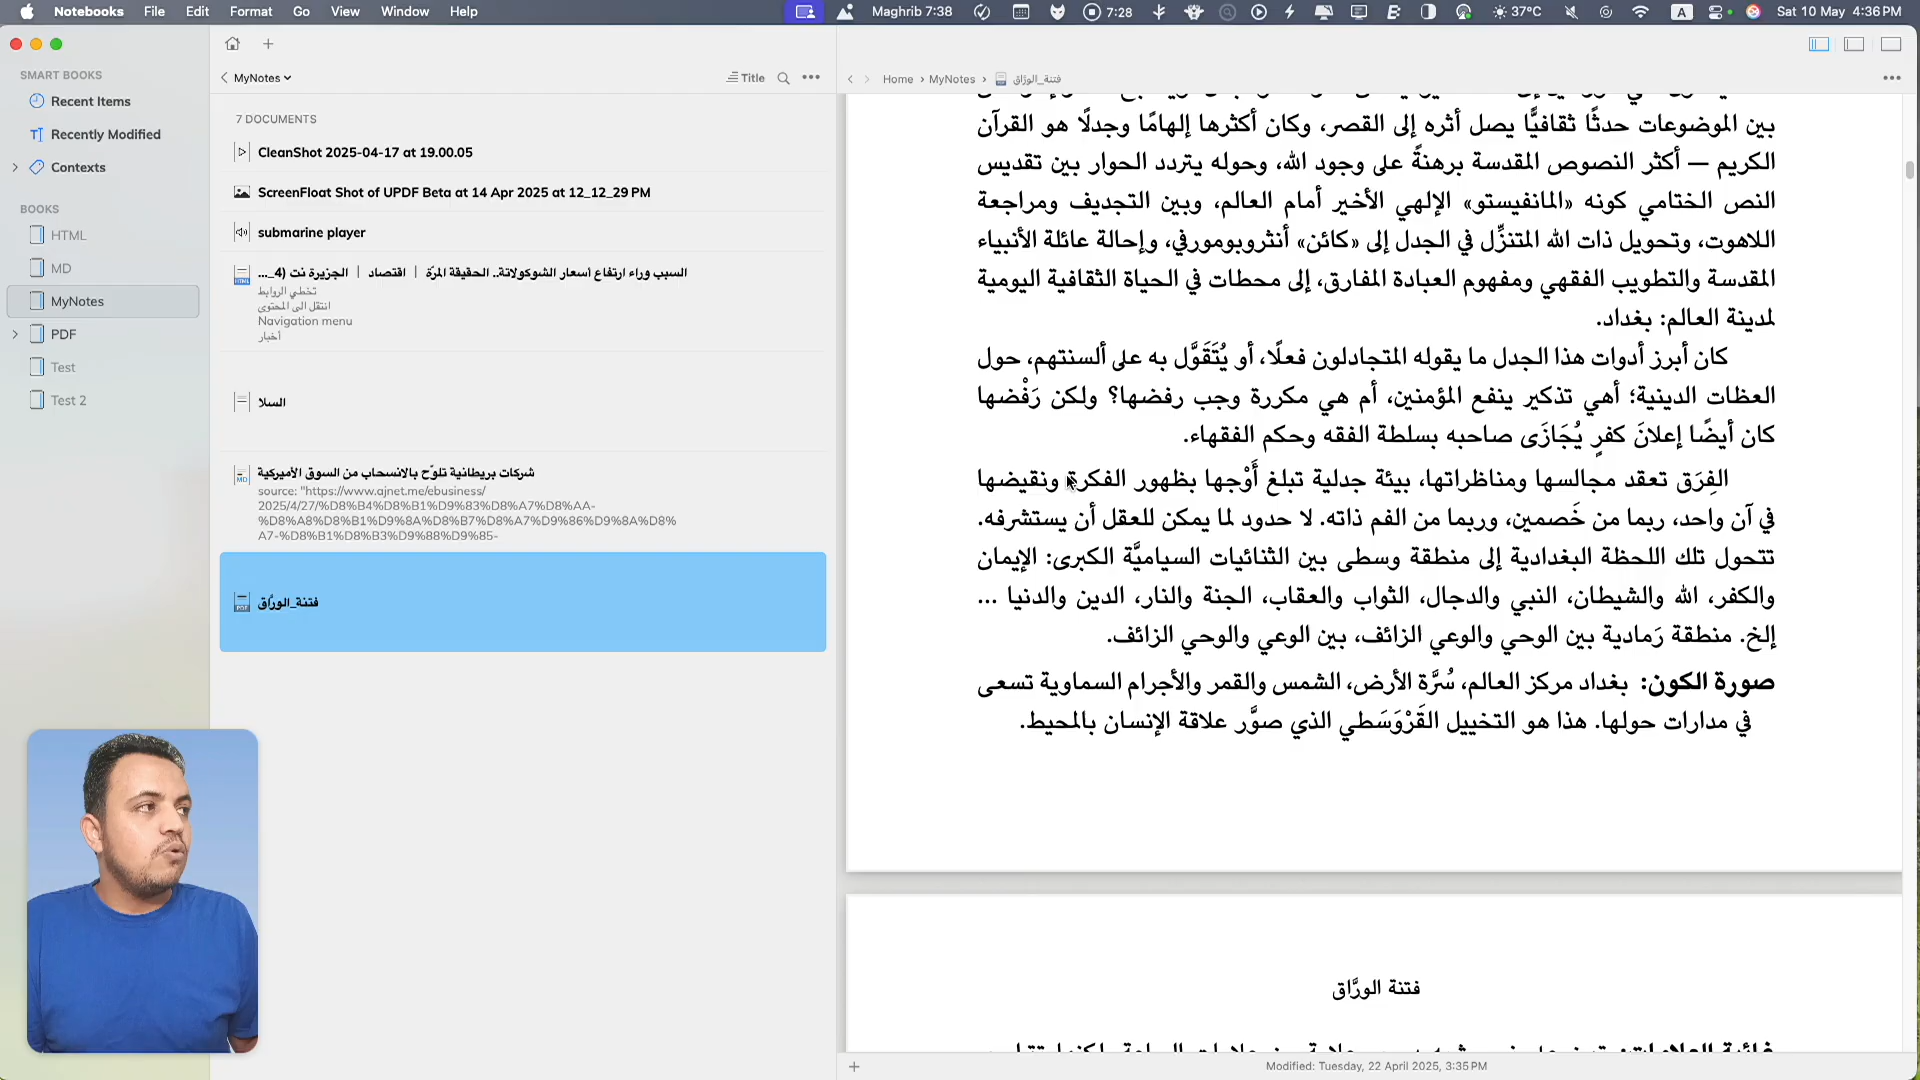 Notebooks File Edit Format Go View Window Help
Maghrib 7:38
7:28
37°C
A
Sat 10 May 4:36 PM
SMART BOOKS
Recent Items
Recently Modified
Contexts
BOOKS
HTML
MD
MyNotes
PDF
Test
Test 2
MyNotes
Title
7 DOCUMENTS
CleanShot 2025-04-17 at 19.00.05
ScreenFloat Shot of UPDF Beta at 14 Apr 2025 at 12_12_29 PM
submarine player
السبب وراء ارتفاع أسعار الشوكولاتة.. الحقيقة المرّة | اقتصاد | الجزيرة نت (4_...
تخطي الروابط
انتقل الى المحتوى
Navigation menu
أخبار
السلا
شركات بريطانية تلوّح بالانسحاب من السوق الأميركية
source: "https://www.ajnet.me/ebusiness/
2025/4/27/%D8%B4%D8%B1%D9%83%D8%A7%D8%AA-
%D8%A8%D8%B1%D9%8A%D8%B7%D8%A7%D9%86%D9%8A%D8%
A7-%D8%B1%D8%B3%D9%88%D9%85-
فتنة_الورَّاق
Home › MyNotes › فتنة_الورَّاق
بين الموضوعات حدثًا ثقافيًّا يصل أثره إلى القصر، وكان أكثرها إلهامًا وجدلًا هو القرآن
الكريم — أكثر النصوص المقدسة برهنةً على وجود الله، وحوله يتردد الحوار بين تقديس
النص الختامي كونه «المانفيستو» الإلهي الأخير أمام العالم، وبين التجديف ومراجعة
اللاهوت، وتحويل ذات الله المتنزِّل في الجدل إلى «كائن» أنثروبومورفي، وإحالة عائلة الأنبياء
المقدسة والتطويب الفقهي ومفهوم العبادة المفارق، إلى محطات في الحياة الثقافية اليومية
لمدينة العالم: بغداد.
كان أبرز أدوات هذا الجدل ما يقوله المتجادلون فعلًا، أو يُتَقَوَّل به على ألسنتهم، حول
العظات الدينية؛ أهي تذكير ينفع المؤمنين، أم هي مكررة وجب رفضها؟ ولكن رَفْضها
كان أيضًا إعلانَ كفرٍ يُجَازَى صاحبه بسلطة الفقه وحكم الفقهاء.
الفِرَق تعقد مجالسها ومناظراتها، بيئة جدلية تبلغ أَوْجها بظهور الفكرة ونقيضها
في آن واحد، ربما من خَصمين، وربما من الفم ذاته. لا حدود لما يمكن للعقل أن يستشرفه.
تتحول تلك اللحظة البغدادية إلى منطقة وسطى بين الثنائيات السياميَّة الكبرى: الإيمان
والكفر، الله والشيطان، النبي والدجال، الثواب والعقاب، الجنة والنار، الدين والدنيا ...
إلخ. منطقة رَمادية بين الوحي والوعي الزائف، بين الوعي والوحي الزائف.
صورة الكون: بغداد مركز العالم، سُرَّة الأرض، الشمس والقمر والأجرام السماوية تسعى
في مدارات حولها. هذا هو التخييل القَرْوَسَطي الذي صوَّر علاقة الإنسان بالمحيط.
فتنة الورَّاق
Modified: Tuesday, 22 April 2025, 3:35 PM